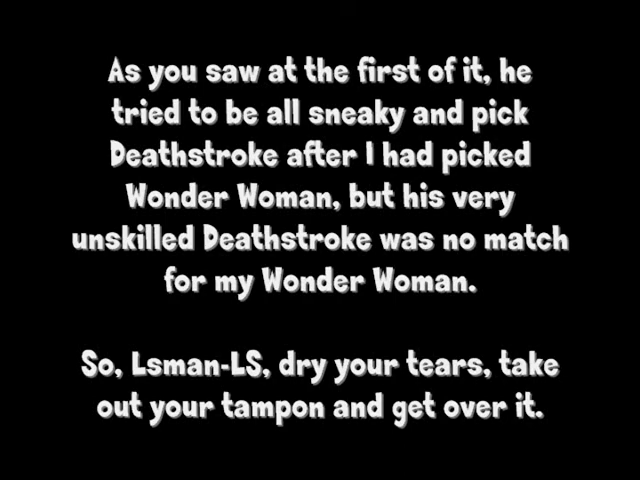 As you saw at the first of it, he
tried to be all sneaky and pick
Deathstroke after I had picked
Wonder Woman, but his very
unskilled Deathstroke was no match
for my Wonder Woman.
So, Lsman-LS, dry your tears, take
out your tampon and get over it.